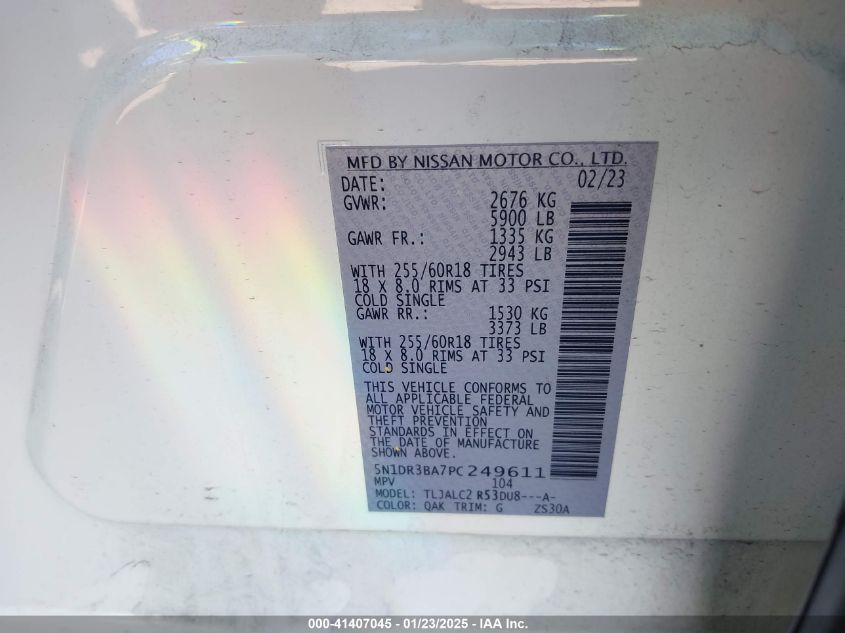 MFD BY NISSAN MOTOR CO., LTD.
DATE: 02/23
GVWR: 2676 KG
5900 LB
GAWR FR.: 1335 KG
2943 LB
WITH 255/60R18 TIRES
18 X 8.0 RIMS AT 33 PSI
COLD SINGLE
GAWR RR.: 1530 KG
3373 LB
WITH 255/60R18 TIRES
18 X 8.0 RIMS AT 33 PSI
COLD SINGLE
THIS VEHICLE CONFORMS TO
ALL APPLICABLE FEDERAL
MOTOR VEHICLE SAFETY AND
THEFT PREVENTION
STANDARDS IN EFFECT ON
THE DATE OF MANUFACTURE
SHOWN ABOVE.
5N1DR3BA7PC249611
MPV 104
MODEL: TLJALC2 R53DU8---A-
COLOR: QAK TRIM: G ZS30A
000-41407045 - 01/23/2025 - IAA Inc.